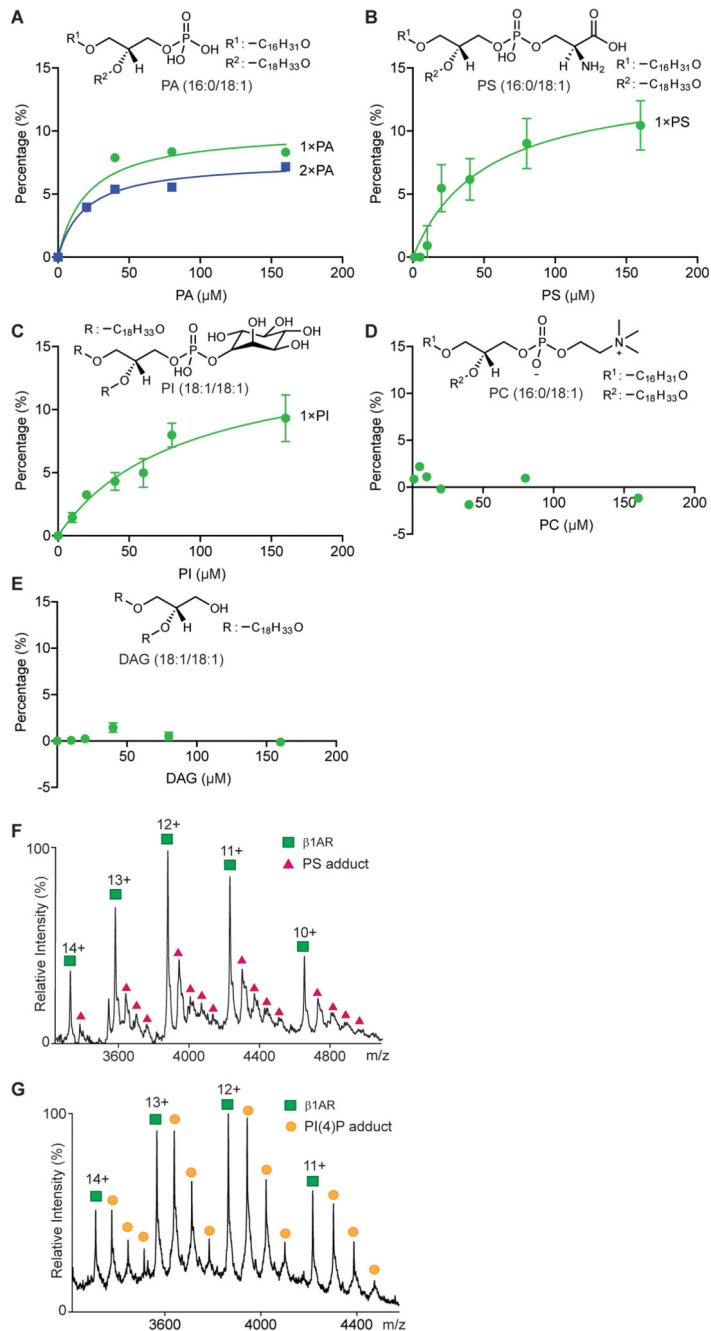 A
R¹
O
O
P
OH
HO
O
R²
O
H
R¹ : −C₁₆H₃₁O
R² : −C₁₈H₃₃O
PA (16:0/18:1)
Percentage (%)
15
10
5
0
1×PA
2×PA
0 50 100 150 200
PA (µM)
B
R¹
O
O
O
P
O
HO
O
OH
NH₂
H
R²
O
H
R¹ : −C₁₆H₃₁O
R² : −C₁₈H₃₃O
PS (16:0/18:1)
Percentage (%)
15
10
5
0
1×PS
0 50 100 150 200
PS (µM)
C
R : −C₁₈H₃₃O
R
O
O
O
P
O
HO
HO
OH
OH
OH
OH
R
O
H
PI (18:1/18:1)
Percentage (%)
15
10
5
0
1×PI
0 50 100 150 200
PI (µM)
D
R¹
O
O
O
P
O
O
−
N
+
R²
O
H
R¹ : −C₁₆H₃₁O
R² : −C₁₈H₃₃O
PC (16:0/18:1)
Percentage (%)
15
10
5
0
-5
50 100 150 200
PC (µM)
E
R
O
OH
R
O
H
R : −C₁₈H₃₃O
DAG (18:1/18:1)
Percentage (%)
15
10
5
0
-5
50 100 150 200
DAG (µM)
F
Relative Intensity (%)
100
0
14+
13+
12+
11+
10+
β1AR
PS adduct
3600 4000 4400 4800 m/z
G
Relative Intensity (%)
100
0
14+
13+
12+
11+
β1AR
PI(4)P adduct
3600 4000 4400 m/z